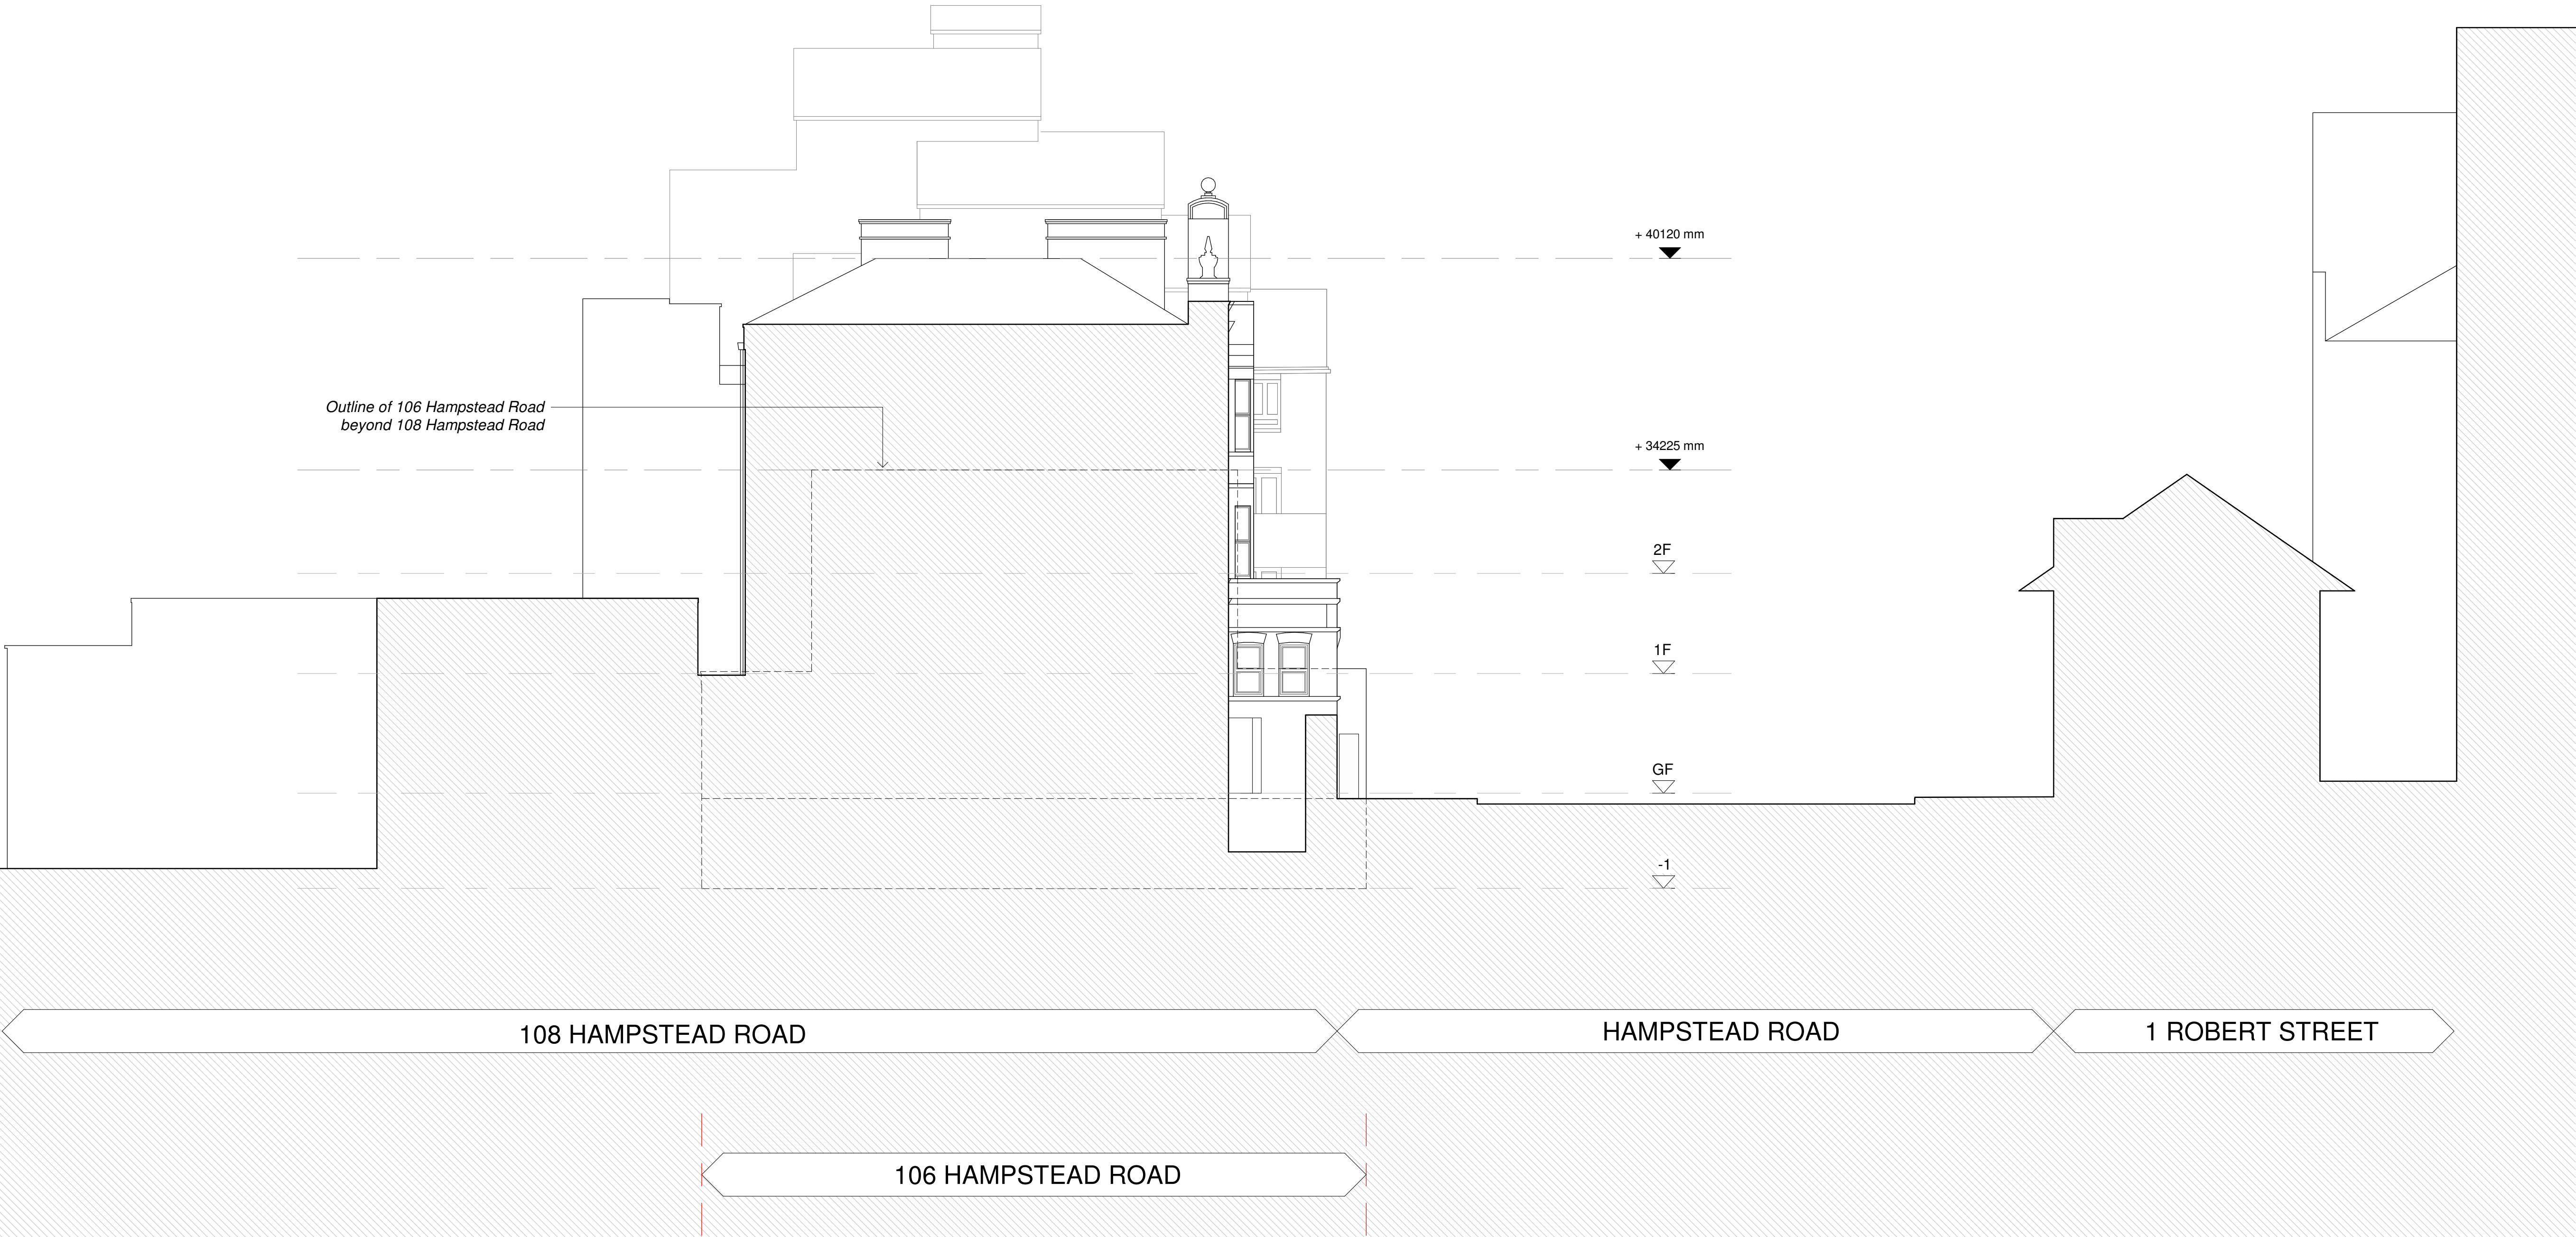 + 40120 mm
Outline of 106 Hampstead Road
beyond 108 Hampstead Road
+ 34225 mm
2F
1F
GF
-1
108 HAMPSTEAD ROAD
HAMPSTEAD ROAD
1 ROBERT STREET
106 HAMPSTEAD ROAD